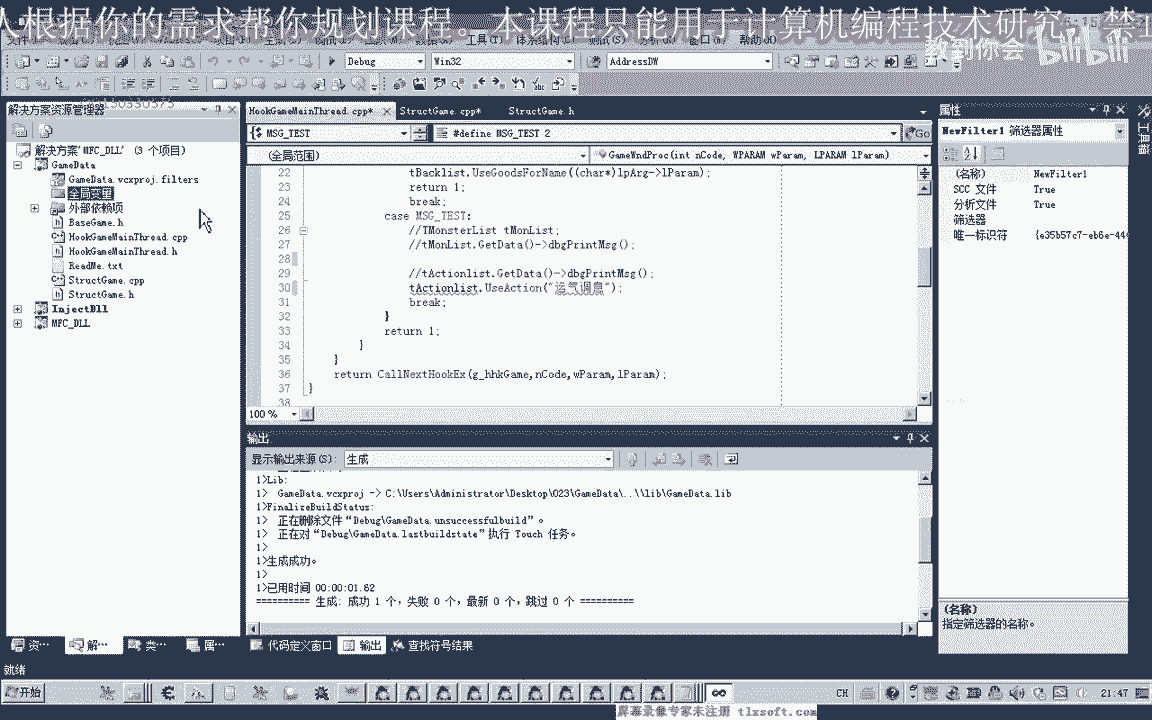 人根据你的需求帮你规划课程。本课程只能用于计算机编程技术研究，禁止
教到你会 bilibili
工具(T)
帮助(H)
Debug
Win32
AddressDW
解决方案资源管理器
HookGameMainThread.cpp*
StructGame.cpp*
StructGame.h
属性
工具箱
MSG_TEST
#define MSG_TEST 2
Go
NewFilter1 筛选器属性
(全局范围)
GameWndProc(int nCode, WPARAM wParam, LPARAM lParam)
解决方案'MFC_DLL' (3 个项目)
GameData
GameData.vcxproj.filters
全局变量
外部依赖项
BaseGame.h
HookGameMainThread.cpp
HookGameMainThread.h
ReadMe.txt
StructGame.cpp
StructGame.h
InjectDll
MFC_DLL
22 tBacklist.UseGoodsForName((char*)lpArg->lParam);
23 return 1;
24 break;
25 case MSG_TEST:
26 //TMonsterList tMonList;
27 //tMonList.GetData()->dbgPrintMsg();
28
29 //tActionlist.GetData()->dbgPrintMsg();
30 tActionlist.UseAction("运气调息");
31 break;
32 }
33 return 1;
34 }
35 }
36 return CallNextHookEx(g_hhkGame,nCode,wParam,lParam);
37 }
38
100 %
(名称) NewFilter1
SCC 文件 True
分析文件 True
筛选器
唯一标识符 {e35b57c7-eb6e-44
输出
显示输出来源(S): 生成
1>Lib:
1> GameData.vcxproj -> C:\Users\Administrator\Desktop\023\GameData\..\\lib\GameData.lib
1>FinalizeBuildStatus:
1> 正在删除文件“Debug\GameData.unsuccessfulbuild”。
1> 正在对“Debug\GameData.lastbuildstate”执行 Touch 任务。
1>
1>生成成功。
1>
1>已用时间 00:00:01.62
========== 生成: 成功 1 个，失败 0 个，最新 0 个，跳过 0 个 ==========
(名称)
指定筛选器的名称。
资… 解… 类… 属…
代码定义窗口 输出 查找符号结果
就绪
开始
CH
21:47
屏幕录像专家未注册 tlxsoft.com